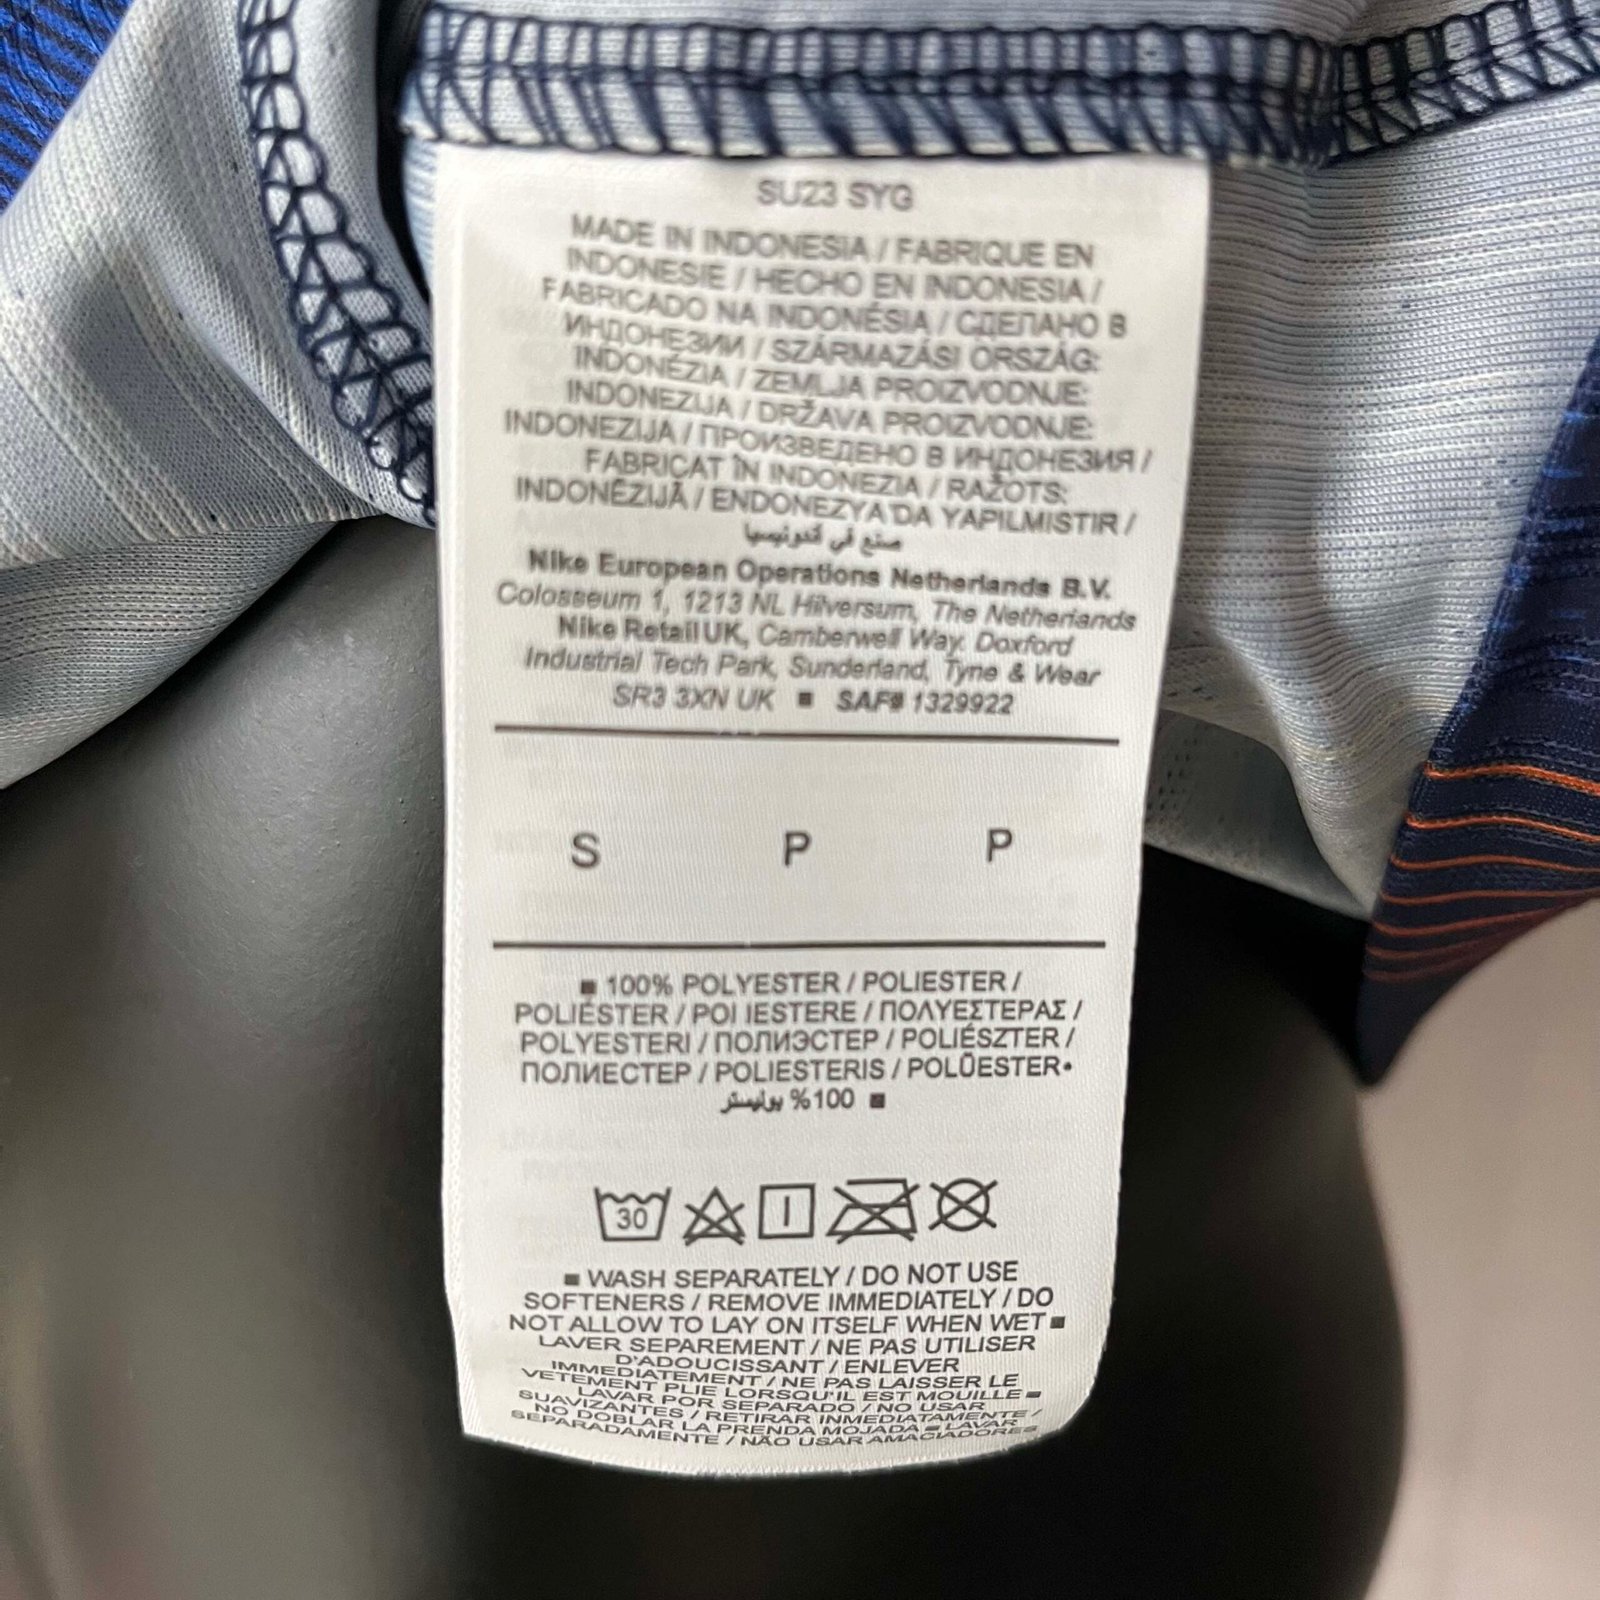 SU23 SYG
MADE IN INDONESIA / FABRIQUE EN
INDONESIE / HECHO EN INDONESIA /
FABRICADO NA INDONÉSIA / СДЕЛАНО В
ИНДОНЕЗИИ / SZÁRMAZÁSI ORSZÁG:
INDONÉZIA / ZEMLJA PROIZVODNJE:
INDONEZIJA / DRŽAVA PROIZVODNJE:
INDONEZIJA / ПРОИЗВЕДЕНО В ИНДОНЕЗИЯ /
FABRICAT ÎN INDONEZIA / RAŽOTS:
INDONĒZIJĀ / ENDONEZYA'DA YAPILMISTIR /
صنع في اندونيسيا
Nike European Operations Netherlands B.V.
Colosseum 1, 1213 NL Hilversum, The Netherlands
Nike Retail UK, Camberwell Way. Doxford
Industrial Tech Park, Sunderland, Tyne & Wear
SR3 3XN UK ■ SAF# 1329922
S P P
■ 100% POLYESTER / POLIESTER /
POLIÉSTER / POLIESTERE / ΠΟΛΥΕΣΤΕΡΑΣ /
POLYESTERI / ПОЛИЭСТЕР / POLIÉSZTER /
ПОЛИЕСТЕР / POLIESTERIS / POLÜESTER•
100% بوليستر ■
30
■ WASH SEPARATELY / DO NOT USE
SOFTENERS / REMOVE IMMEDIATELY / DO
NOT ALLOW TO LAY ON ITSELF WHEN WET ■
LAVER SEPAREMENT / NE PAS UTILISER
D'ADOUCISSANT / ENLEVER
IMMEDIATEMENT / NE PAS LAISSER LE
VETEMENT PLIE LORSQU'IL EST MOUILLE ■
LAVAR POR SEPARADO / NO USAR
SUAVIZANTES / RETIRAR INMEDIATAMENTE /
NO DOBLAR LA PRENDA MOJADA ■ LAVAR
SEPARADAMENTE / NÃO USAR AMACIADORES